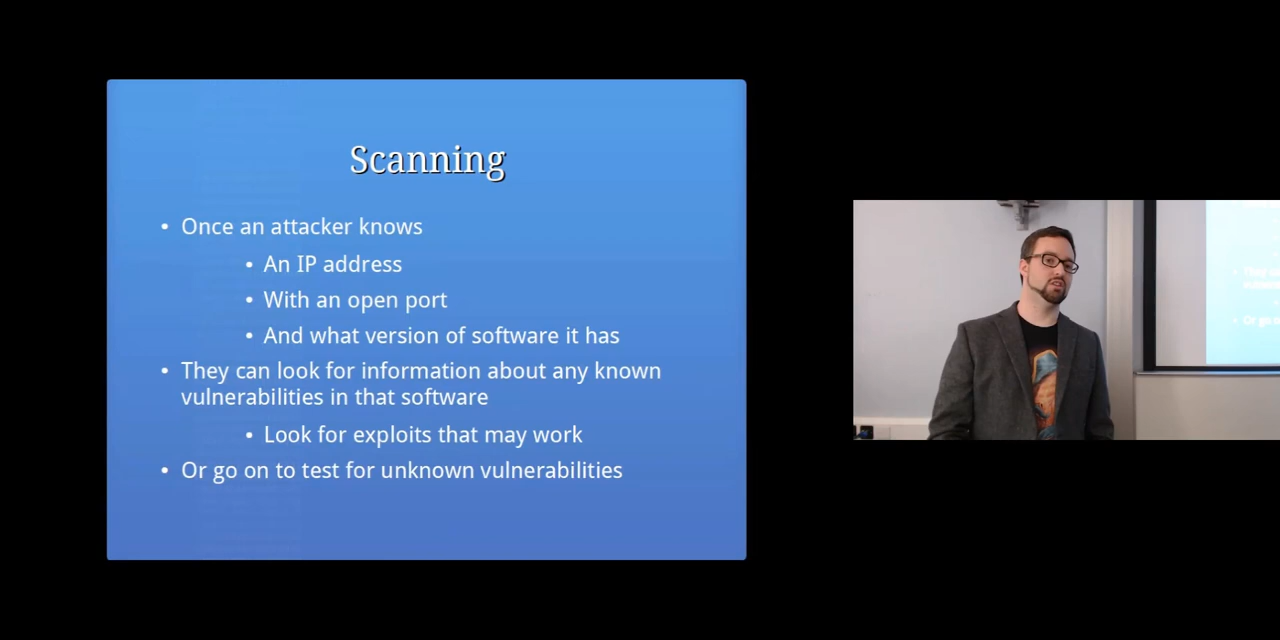 Scanning
• Once an attacker knows
• An IP address
• With an open port
• And what version of software it has
• They can look for information about any known
vulnerabilities in that software
• Look for exploits that may work
• Or go on to test for unknown vulnerabilities